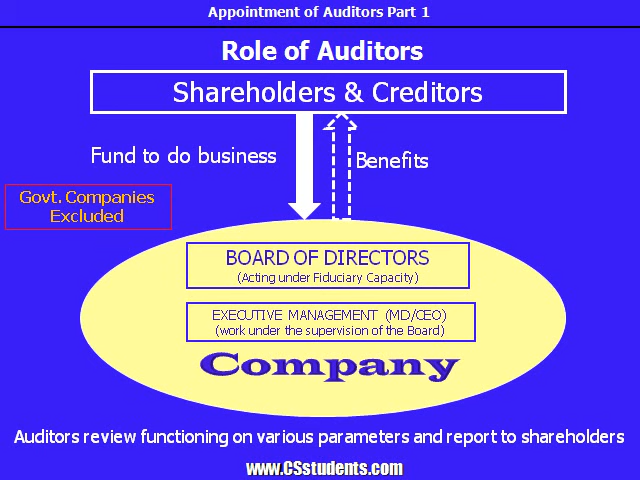 Appointment of Auditors Part 1
Role of Auditors
Shareholders & Creditors
Fund to do business
Benefits
Govt. Companies
Excluded
BOARD OF DIRECTORS
(Acting under Fiduciary Capacity)
EXECUTIVE MANAGEMENT (MD/CEO)
(work under the supervision of the Board)
Company
Auditors review functioning on various parameters and report to shareholders
www.CSstudents.com